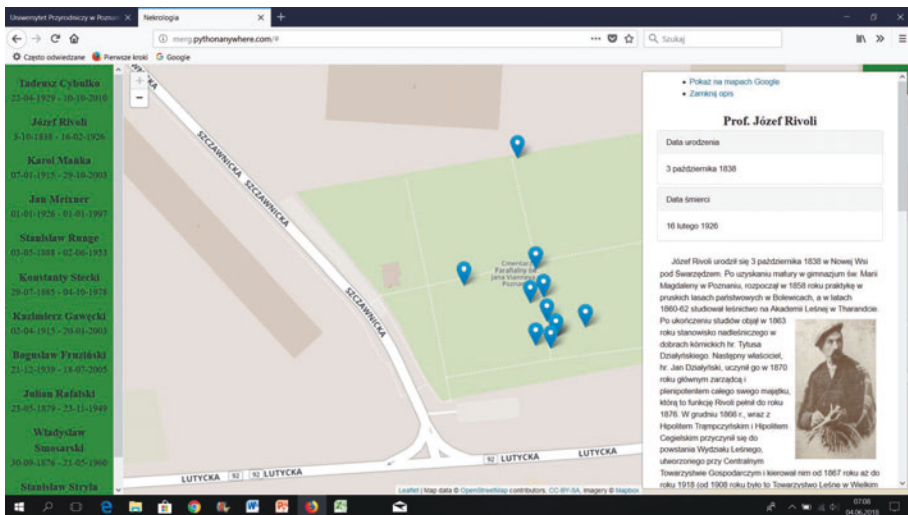 Uniwersytet Przyrodniczy w Poznan
Nekrologia
merg.pythonanywhere.com/#
Szukaj
Często odwiedzane
Pierwsze kroki
Google
Tadeusz Cybulko
22-04-1929 - 10-10-2010
Józef Rivoli
3-10-1838 - 16-02-1926
Karol Mańka
07-01-1915 - 29-10-2003
Jan Meixner
01-01-1926 - 01-01-1997
Stanisław Runge
03-05-1888 - 02-06-1953
Konstanty Stecki
29-07-1885 - 04-10-1978
Kazimierz Gawęcki
02-04-1915 - 20-01-2003
Bogusław Fruziński
21-12-1939 - 18-07-2005
Julian Rafalski
23-05-1879 - 23-11-1949
Władysław
Smosarski
30-09-1876 - 21-05-1960
Stanisław Stryla
+
−
SZCZAWNICKA
SZCZAWNICKA
SZCZAWNICKA
Cmentarz
Parafialny św.
Jana Vianneya
Poznań
LUTYCKA
92
92
LUTYCKA
92
LUTYCKA
LUTYCKA
Leaflet | Map data © OpenStreetMap contributors, CC-BY-SA, Imagery © Mapbox
Pokaż na mapach Google
Zamknij opis
Prof. Józef Rivoli
Data urodzenia
3 października 1838
Data śmierci
16 lutego 1926
Józef Rivoli urodził się 3 października 1838 w Nowej Wsi
pod Swarzędzem. Po uzyskaniu matury w gimnazjum św. Marii
Magdaleny w Poznaniu, rozpoczął w 1858 roku praktykę w
pruskich lasach państwowych w Bolewicach, a w latach
1860-62 studiował leśnictwo na Akademii Leśnej w Tharandcie.
Po ukończeniu studiów objął w 1863
roku stanowisko nadleśniczego w
dobrach kórnickich hr. Tytusa
Działyńskiego. Następny właściciel,
hr. Jan Działyński, uczynił go w 1870
roku głównym zarządcą i
plenipotentem całego swego majątku,
którą to funkcję Rivoli pełnił do roku
1876. W grudniu 1866 r., wraz z
Hipolitem Trąmpczyńskim i Hipolitem
Cegielskim przyczynił się do
powstania Wydziału Leśnego,
utworzonego przy Centralnym
Towarzystwie Gospodarczym i kierował nim od 1867 roku aż do
roku 1918 (od 1908 roku było to Towarzystwo Leśne w Wielkim
07:08
04.06.2018